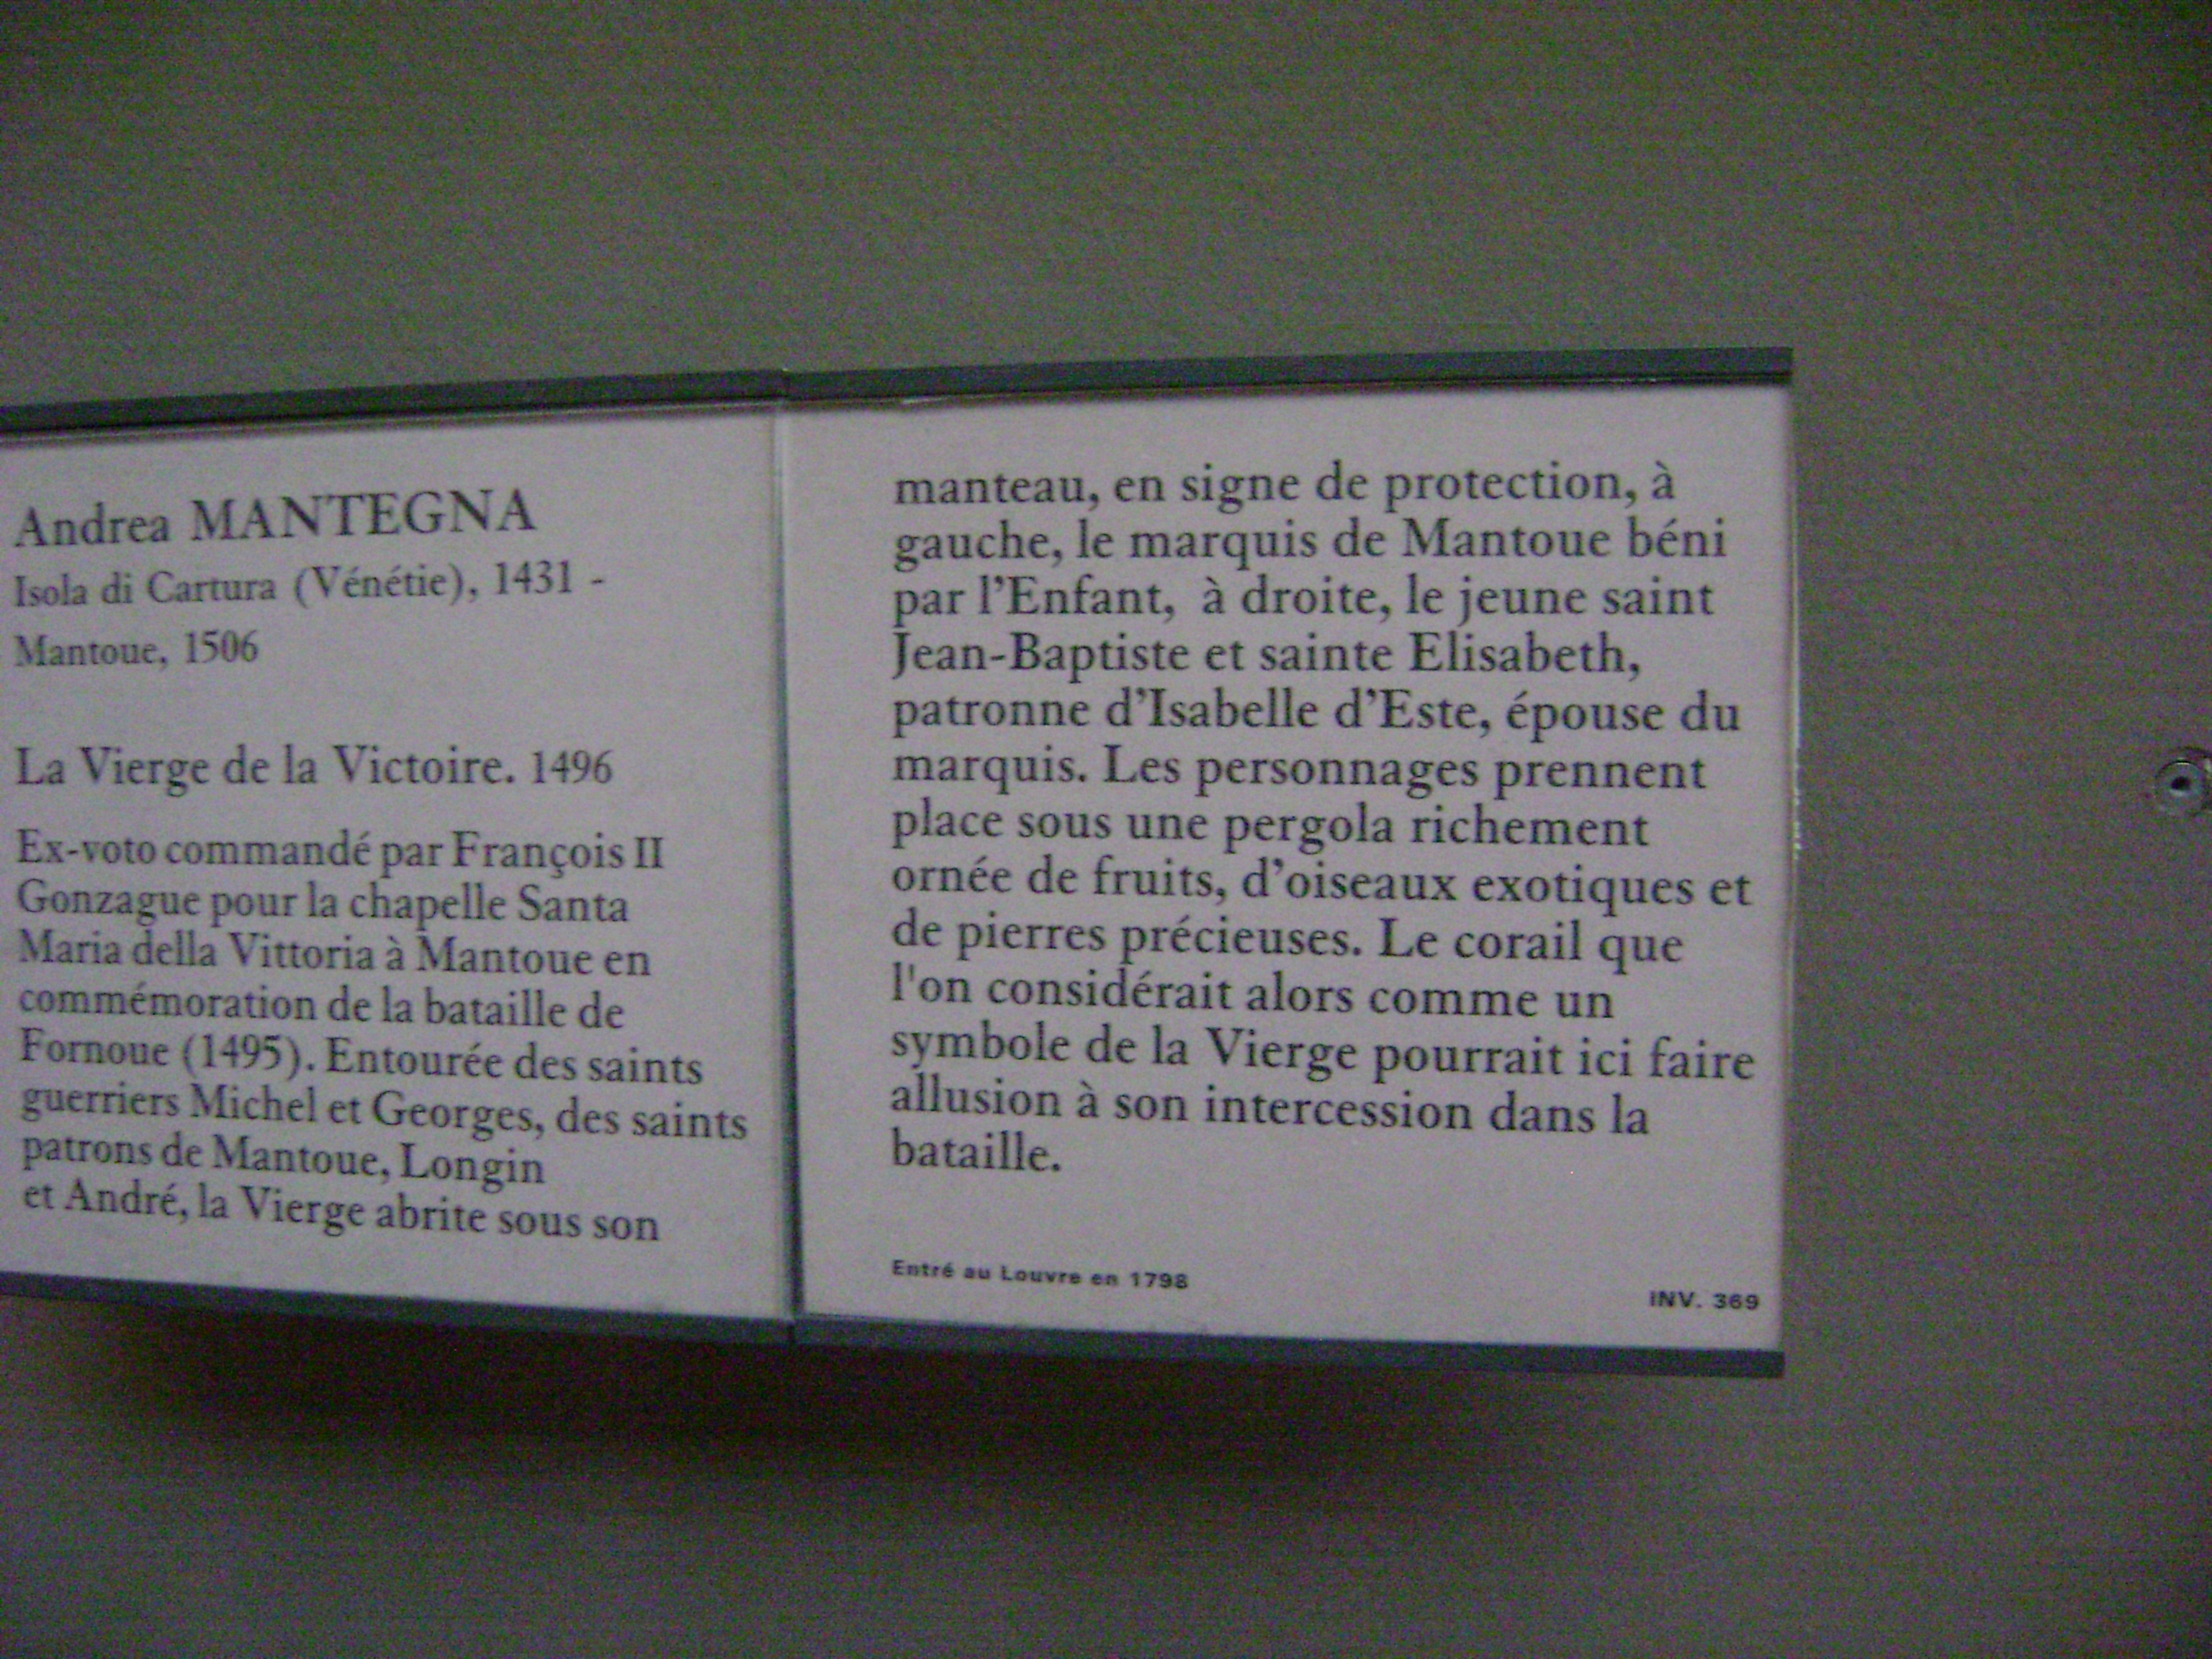 Andrea MANTEGNA
Isola di Cartura (Vénétie), 1431 -
Mantoue, 1506
La Vierge de la Victoire. 1496
Ex-voto commandé par François II
Gonzague pour la chapelle Santa
Maria della Vittoria à Mantoue en
commémoration de la bataille de
Fornoue (1495). Entourée des saints
guerriers Michel et Georges, des saints
patrons de Mantoue, Longin
et André, la Vierge abrite sous son
manteau, en signe de protection, à
gauche, le marquis de Mantoue béni
par l'Enfant, à droite, le jeune saint
Jean-Baptiste et sainte Elisabeth,
patronne d'Isabelle d'Este, épouse du
marquis. Les personnages prennent
place sous une pergola richement
ornée de fruits, d'oiseaux exotiques et
de pierres précieuses. Le corail que
l'on considérait alors comme un
symbole de la Vierge pourrait ici faire
allusion à son intercession dans la
bataille.
Entré au Louvre en 1798
INV. 369